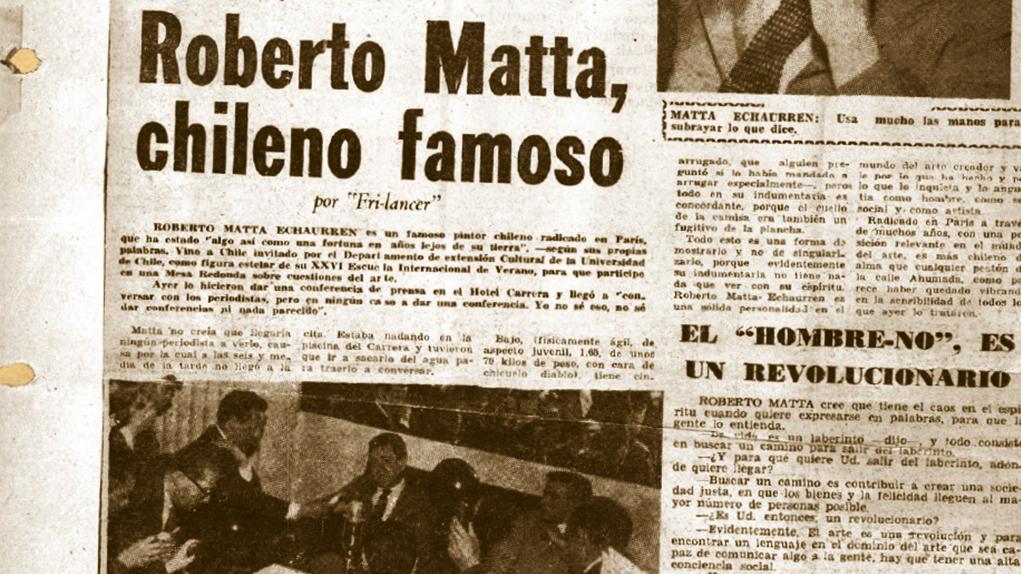 Roberto Matta,
chileno famoso
por "Fri-lancer"
ROBERTO MATTA ECHAURREN es un famoso pintor chileno radicado en París,
que ha estado "algo así como una fortuna en años lejos de su tierra", —según sus propias
palabras. Vino a Chile invitado por el Departamento de extensión Cultural de la Universidad
de Chile, como figura estelar de su XXVI Escuela Internacional de Verano, para que participe
en una Mesa Redonda sobre cuestiones del arte.
Ayer lo hicieron dar una conferencia de prensa en el Hotel Carrera y llegó a "con-
versar con los periodistas, pero en ningún caso a dar una conferencia. Yo no sé eso, no sé
dar conferencias ni nada parecido".
Matta no creía que llegaría
ningún periodista a verlo, cau-
sa por la cual a las seis y me-
dia de la tarde no llegó a la
cita. Estaba nadando en la
piscina del Carrera y tuvieron
que ir a sacarlo del agua pa-
ra traerlo a conversar.
Bajo, (físicamente ágil, de
aspecto juvenil, 1,65, de unos
70 kilos de peso, con cara de
chicuelo diablo), tiene cin-
MATTA ECHAURREN: Usa mucho las manos para
subrayar lo que dice.
arrugado, que alguien pre-
guntó si la había mandado a
arrugar especialmente—, pero
todo en su indumentaria es
concordante, porque el cuello
de la camisa era también un
fugitivo de la plancha.
Todo esto es una forma de
mostrarlo y no de singulari-
zarlo, porque evidentemente
su indumentaria no tiene na-
da que ver con su espíritu.
Roberto Matta Echaurren es
una sólida personalidad en el
mundo del arte creador y va-
le por lo que ha hecho y
lo que lo inquieta y lo angus
tia como hombre, como
social y como artista.
Radicado en París a travé
de muchos años, con una po
sición relevante en el mund
del arte, es más chileno d
alma que cualquier peatón d
la calle Ahumada, como pa
rece haber quedado vibrand
en la sensibilidad de todos lo
que ayer lo trataron.
EL "HOMBRE-NO", ES
UN REVOLUCIONARIO
ROBERTO MATTA cree que tiene el caos en el espí-
ritu cuando quiere expresarse en palabras, para que la
gente lo entienda.
vida es un laberinto —dijo—, y todo consiste
en buscar un camino para salir del laberinto.
—¿Y para qué quiere Ud. salir del laberinto, adón-
de quiere llegar?
—Buscar un camino es contribuir a crear una socie-
dad justa, en que los bienes y la felicidad lleguen al ma-
yor número de personas posible.
—¿Es Ud. entonces, un revolucionario?
—Evidentemente. El arte es una revolución y para
encontrar un lenguaje en el dominio del arte que sea ca-
paz de comunicar algo a la gente, hay que tener una alta
conciencia social.